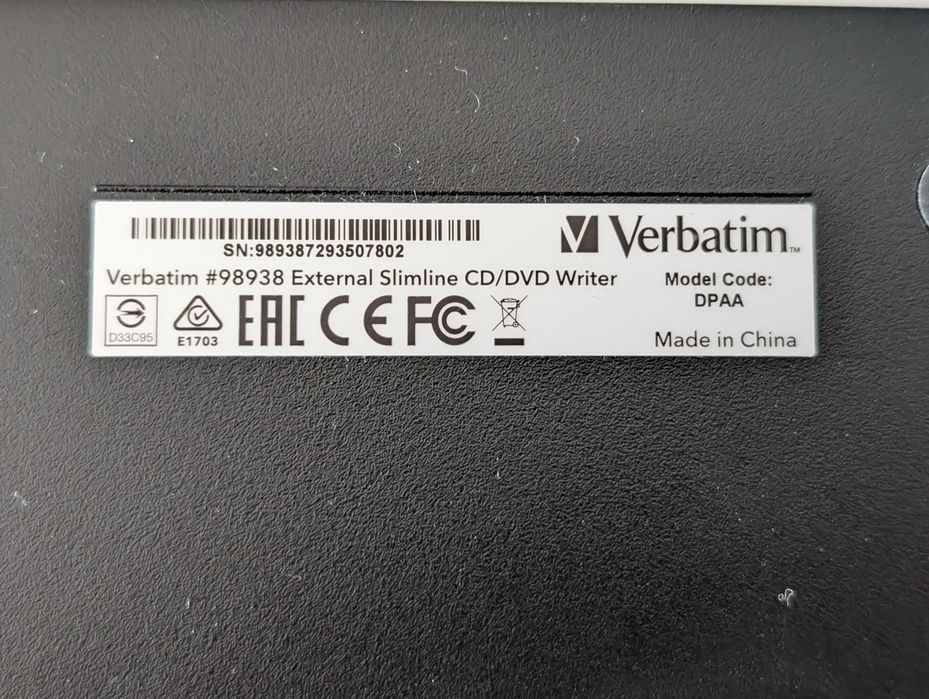 SN:989387293507802
Verbatim™
Verbatim #98938 External Slimline CD/DVD Writer
Model Code:
DPAA
D33C95
E1703
EAC CE FC
Made in China